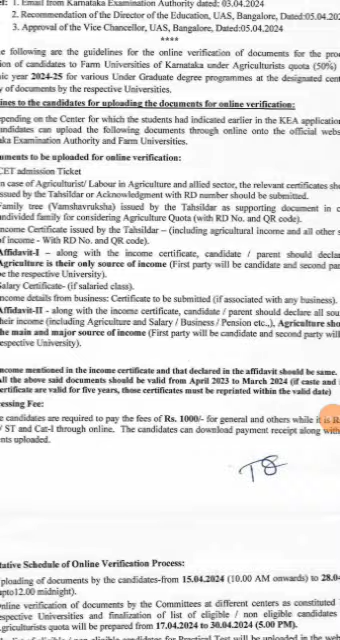 1. Email from Karnataka Examination Authority dated: 03.04.2024
2. Recommendation of the Director of the Education, UAS, Bangalore, Dated:05.04.202
3. Approval of the Vice Chancellor, UAS, Bangalore, Dated:05.04.2024
****
e following are the guidelines for the online verification of documents for the pro
ion of candidates to Farm Universities of Karnataka under Agriculturists quota (50%)
ic year 2024-25 for various Under Graduate degree programmes at the designated cent
y of documents by the respective Universities.
lines to the candidates for uploading the documents for online verification:
epending on the Center for which the students had indicated earlier in the KEA application
andidates can upload the following documents through online onto the official webs
aka Examination Authority and Farm Universities.
uments to be uploaded for online verification:
CET admission Ticket
n case of Agriculturist/ Labour in Agriculture and allied sector, the relevant certificates sho
ssued by the Tahsildar or Acknowledgment with RD number should be submitted.
Family tree (Vamshavruksha) issued by Tahsildar as supporting document in c
undivided family for considering Agriculture Quota (with RD No. and QR code).
ncome Certificate issued by the Tahsildar – (including agricultural income and all other s
of income - With RD No. and QR code).
Affidavit-I – along with the income certificate, candidate / parent should declar
Agriculture is their only source of income (First party will be candidate and second par
be the respective University).
Salary Certificate- (if salaried class).
ncome details from business: Certificate to be submitted (if associated with any business).
Affidavit-II - along with the income certificate, candidate / parent should declare all sou
heir income (including Agriculture and Salary / Business / Pension etc.,), Agriculture sho
he main and major source of income (First party will be candidate and second party will
espective University).
ncome mentioned in the income certificate and that declared in the affidavit should be same.
ll the above said documents should be valid from April 2023 to March 2024 (if caste and
ertificate are valid for five years, those certificates must be reprinted within the valid date)
essing Fee:
e candidates are required to pay the fees of Rs. 1000/- for general and others while it is R
/ ST and Cat-I through online. The candidates can download payment receipt along with
nts uploaded.
tative Schedule of Online Verification Process:
ploading of documents by the candidates-from 15.04.2024 (10.00 AM onwards) to 28.04
upto12.00 midnight).
nline verification of documents by the Committees at different centers as constituted
espective Universities and finalization of list of eligible / non eligible candidates
griculturists quota will be prepared from 17.04.2024 to 30.04.2024 (5.00 PM).